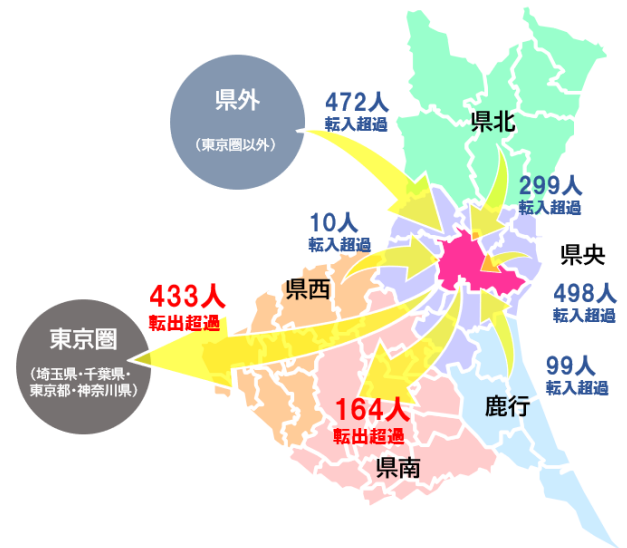 県外
（東京圏以外）
472人
転入超過
県北
299人
転入超過
10人
転入超過
県央
498人
転入超過
県西
433人
転出超過
東京圏
（埼玉県・千葉県・
東京都・神奈川県）
99人
転入超過
164人
転出超過
鹿行
県南